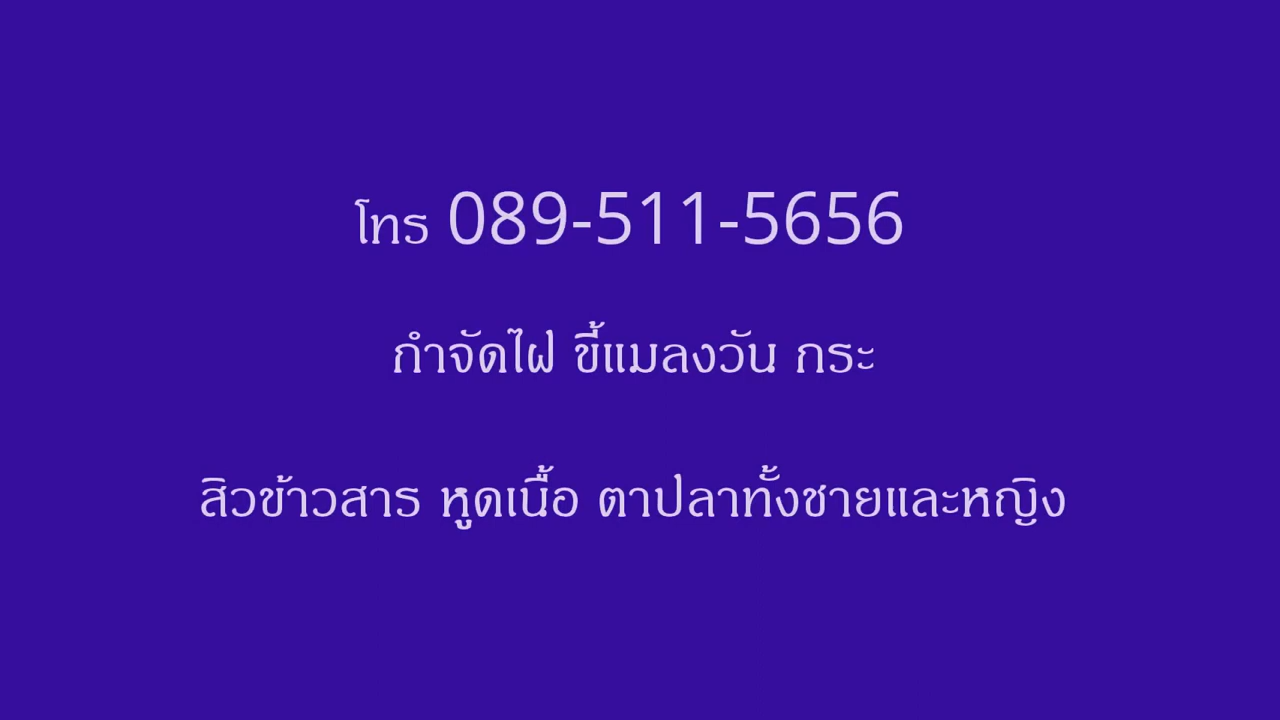 โทร 089-511-5656
กำจัดไฝ ขี้แมลงวัน กระ
สิวข้าวสาร หูดเนื้อ ตาปลาทั้งชายและหญิง